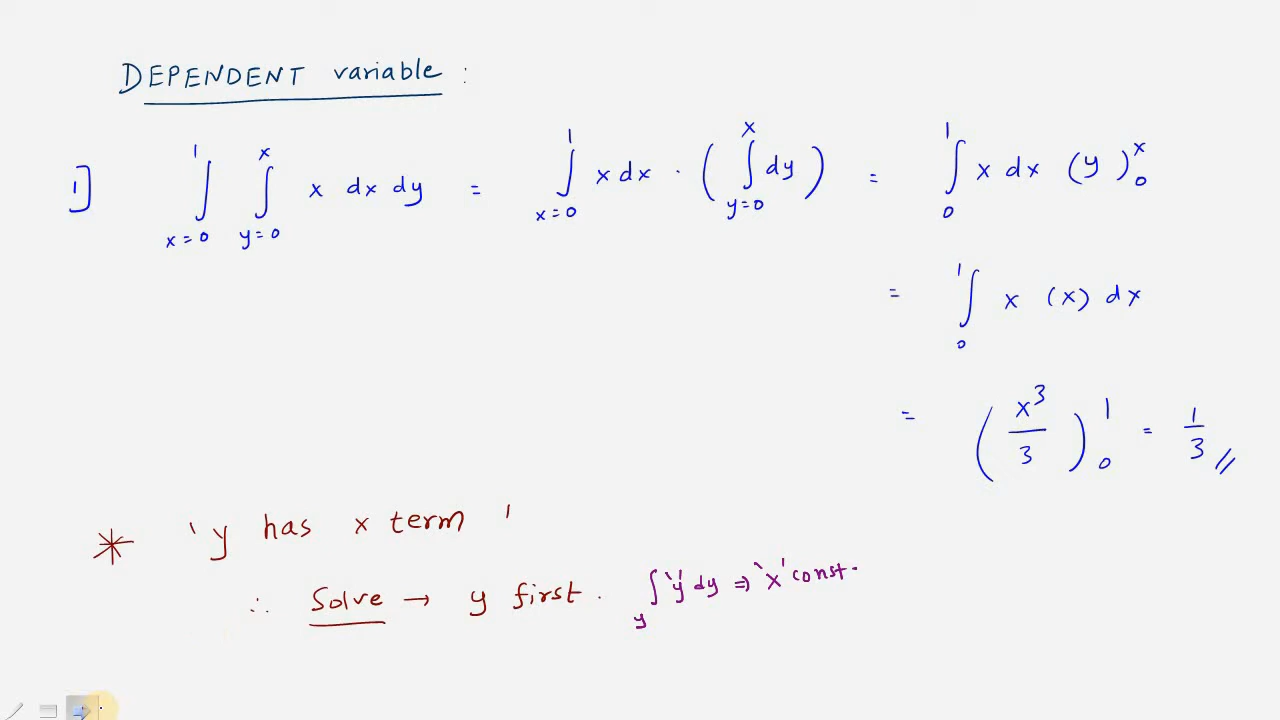 DEPENDENT variable :
1] ∫_{x=0}^{1} ∫_{y=0}^{x} x dx dy = ∫_{x=0}^{1} x dx · ( ∫_{y=0}^{x} dy ) = ∫_{0}^{1} x dx (y)_{0}^{x}
= ∫_{0}^{1} x (x) dx
= ( x³/3 )_{0}^{1} = 1/3 //
* 'y has x term '
∴ Solve → y first . ∫_{y} 'y' dy ⇒ 'x' const.